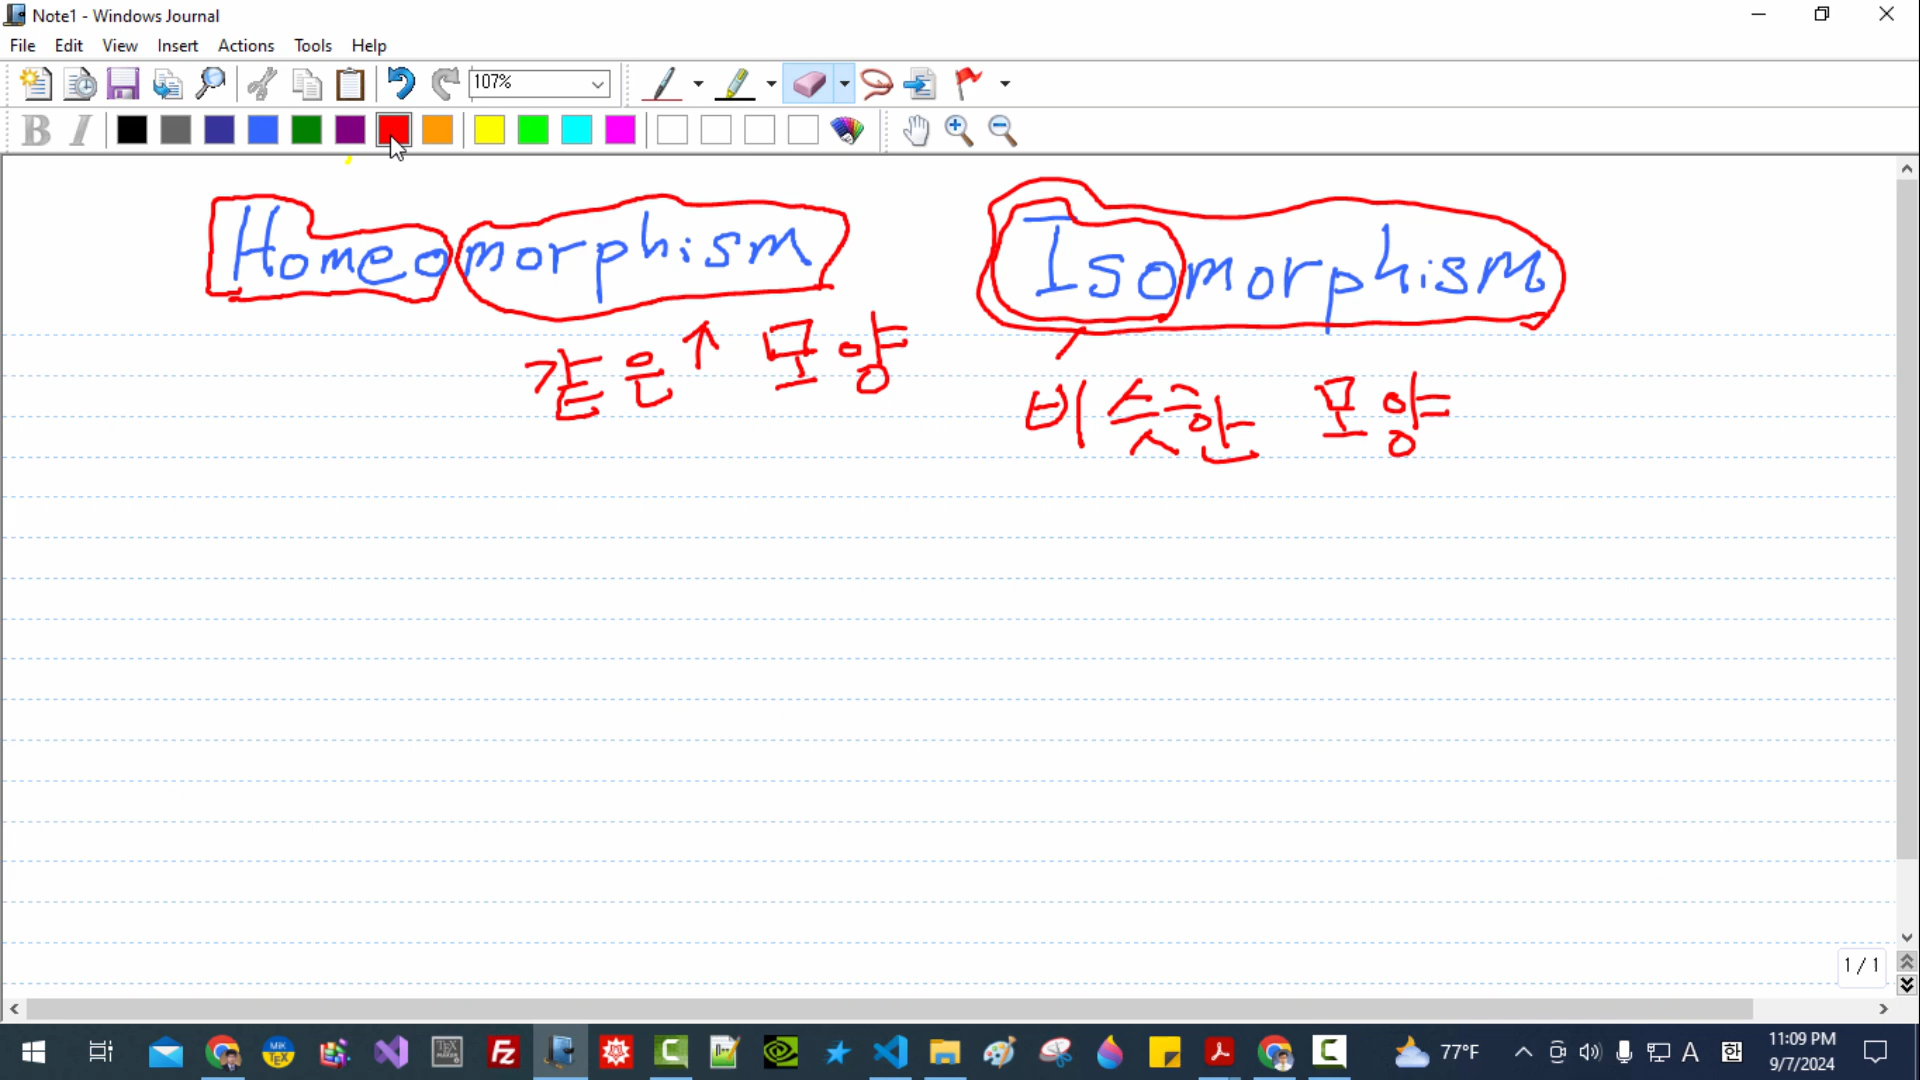 Note1 - Windows Journal
File Edit View Insert Actions Tools Help
107%
B I
Homeomorphism Isomorphism
같은 모양
비슷한 모양
1 / 1
77°F A 한 11:09 PM
9/7/2024